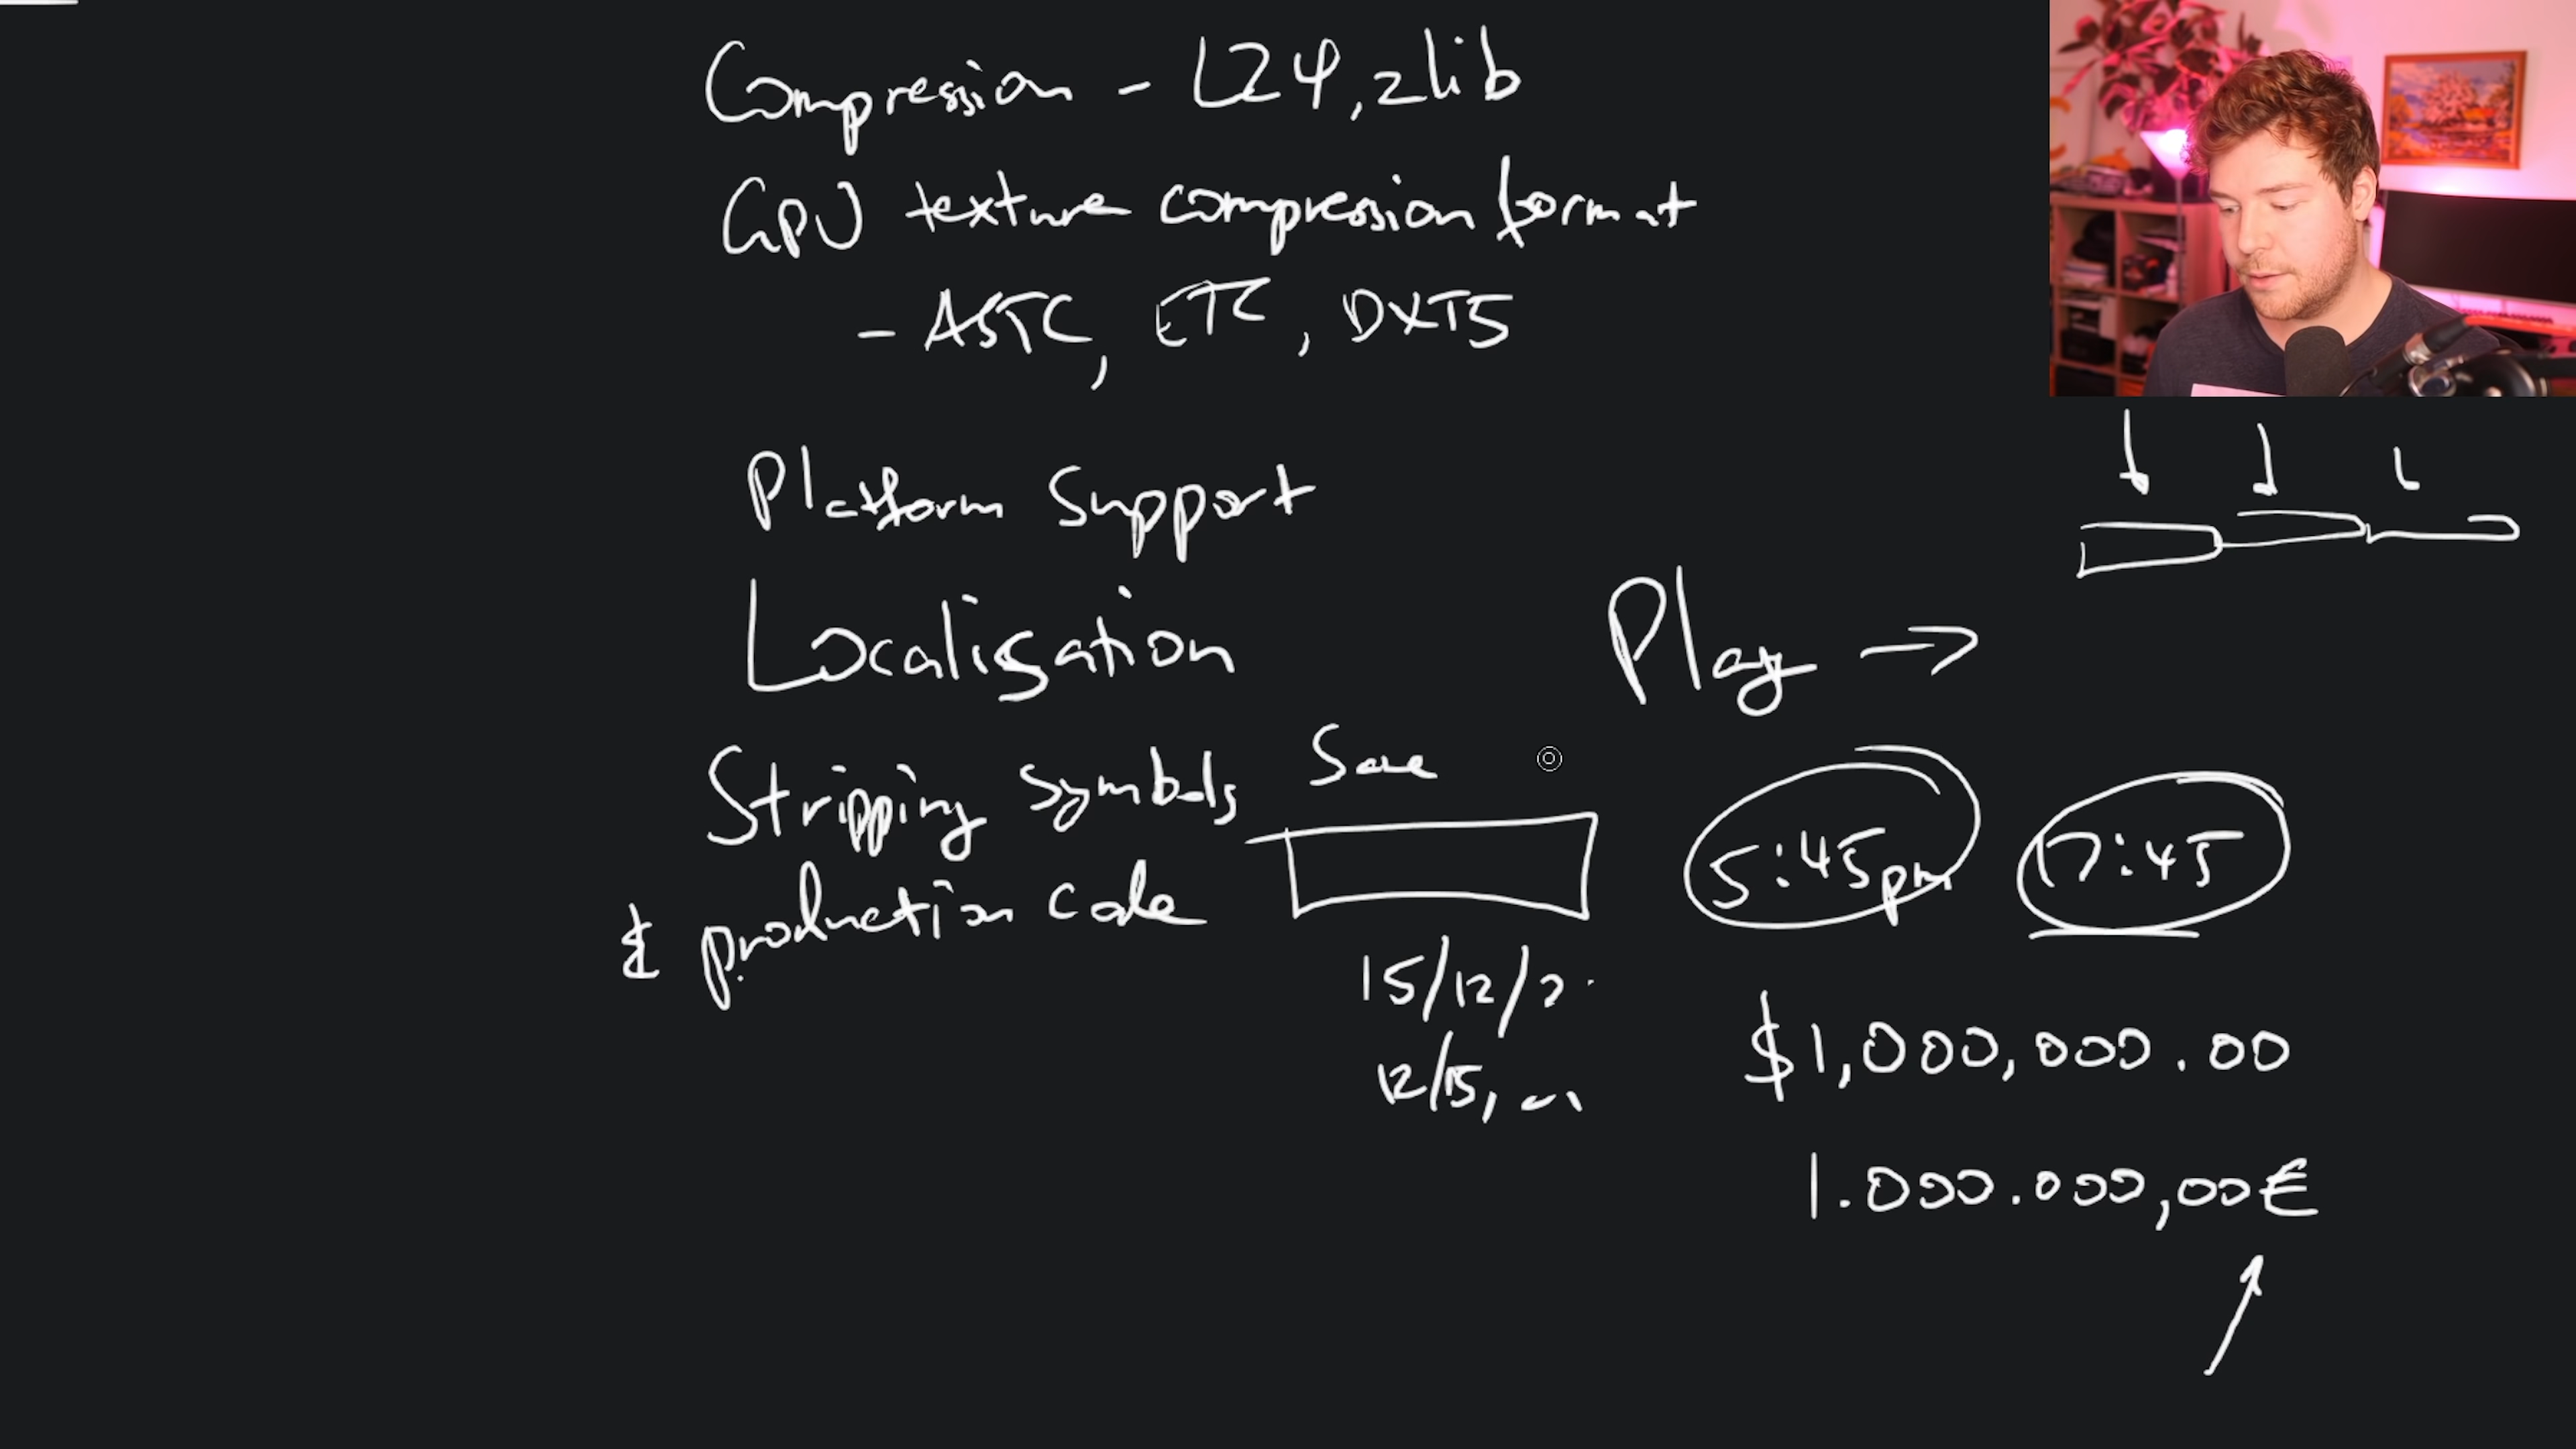 Compression - LZ4, zlib
GPU texture compression format
- ASTC, ETC, DXT5
Platform Support
Localisation
Play →
Stripping symbols
& production code
Save
5:45pm
17:45
15/12/2
12/15,
$1,000,000.00
1.000.000,00€